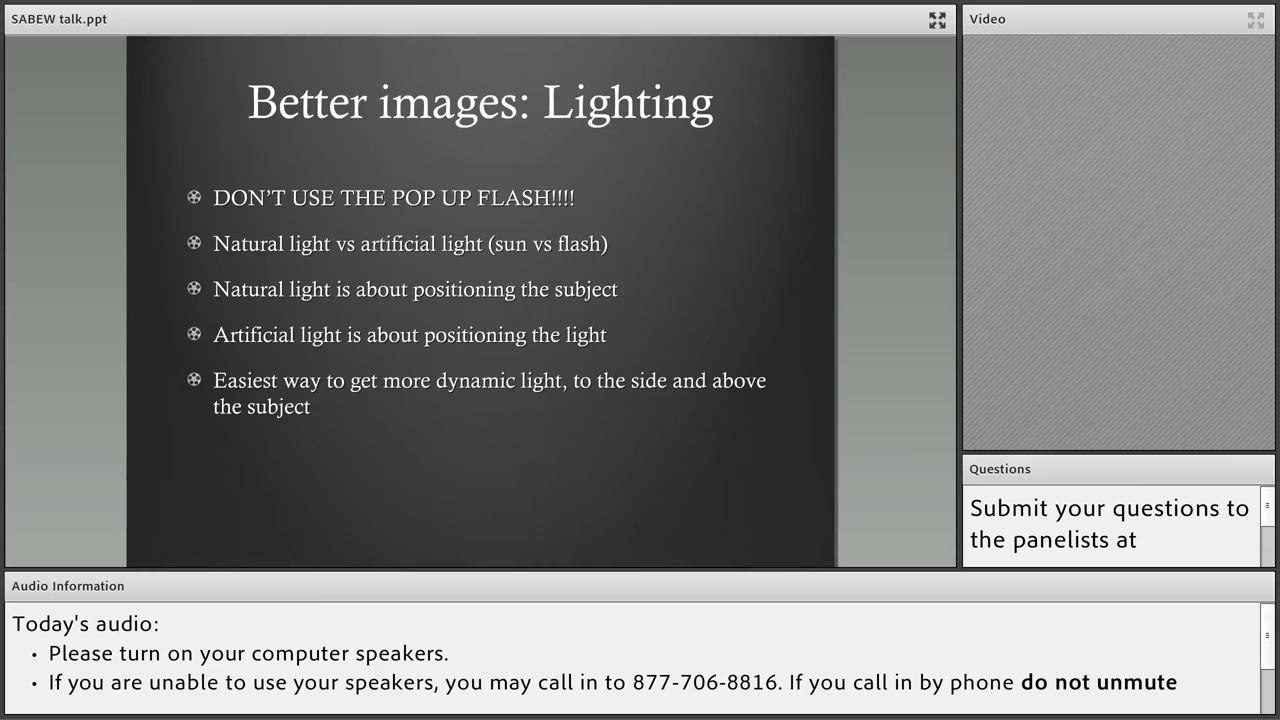 SABEW talk.ppt
Better images: Lighting
DON’T USE THE POP UP FLASH!!!!
Natural light vs artificial light (sun vs flash)
Natural light is about positioning the subject
Artificial light is about positioning the light
Easiest way to get more dynamic light, to the side and above
the subject
Video
Questions
Submit your questions to
the panelists at
Audio Information
Today's audio:
• Please turn on your computer speakers.
• If you are unable to use your speakers, you may call in to 877-706-8816. If you call in by phone do not unmute